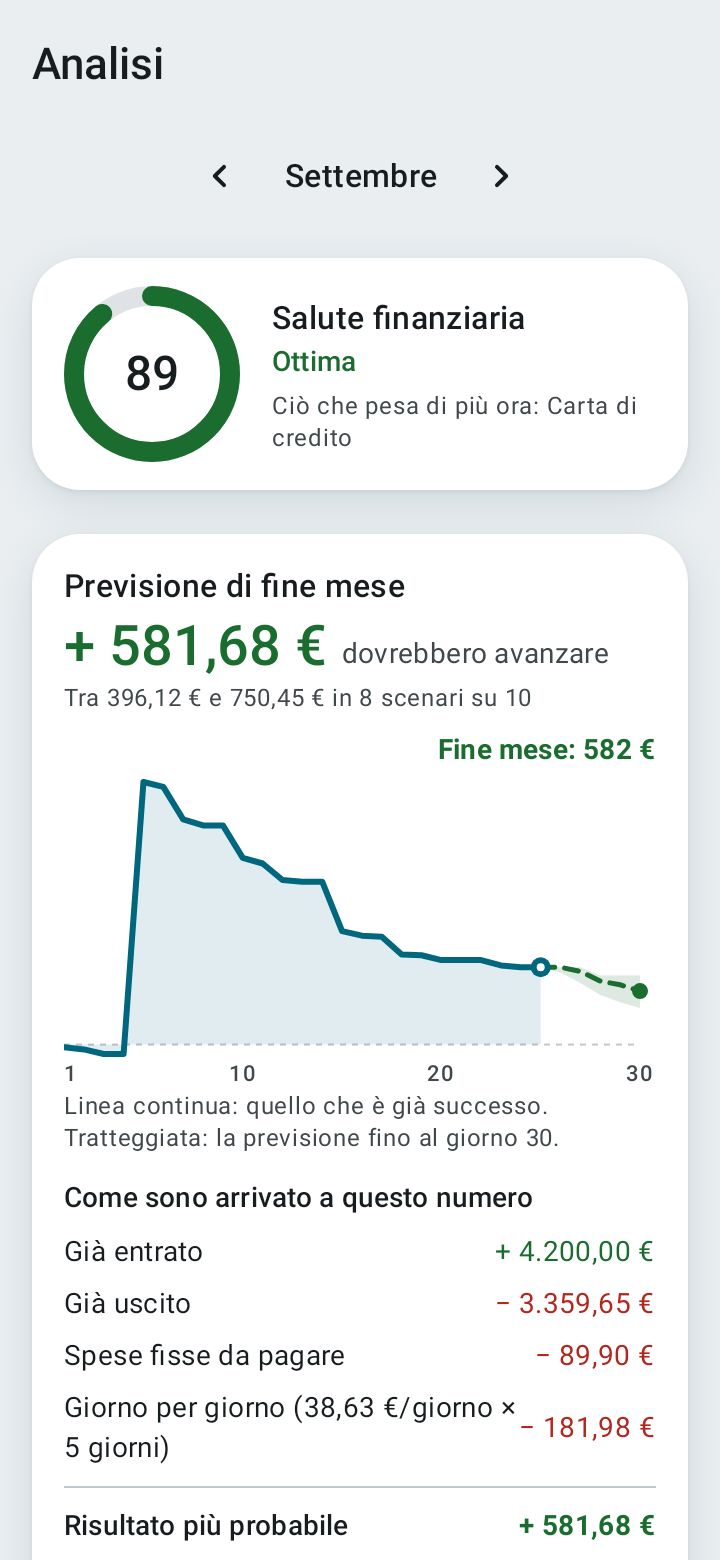 Analisi
Settembre
89
Salute finanziaria
Ottima
Ciò che pesa di più ora: Carta di
credito
Previsione di fine mese
+ 581,68 € dovrebbero avanzare
Tra 396,12 € e 750,45 € in 8 scenari su 10
Fine mese: 582 €
1 10 20 30
Linea continua: quello che è già successo.
Tratteggiata: la previsione fino al giorno 30.
Come sono arrivato a questo numero
Già entrato + 4.200,00 €
Già uscito − 3.359,65 €
Spese fisse da pagare − 89,90 €
Giorno per giorno (38,63 €/giorno ×
5 giorni) − 181,98 €
Risultato più probabile + 581,68 €